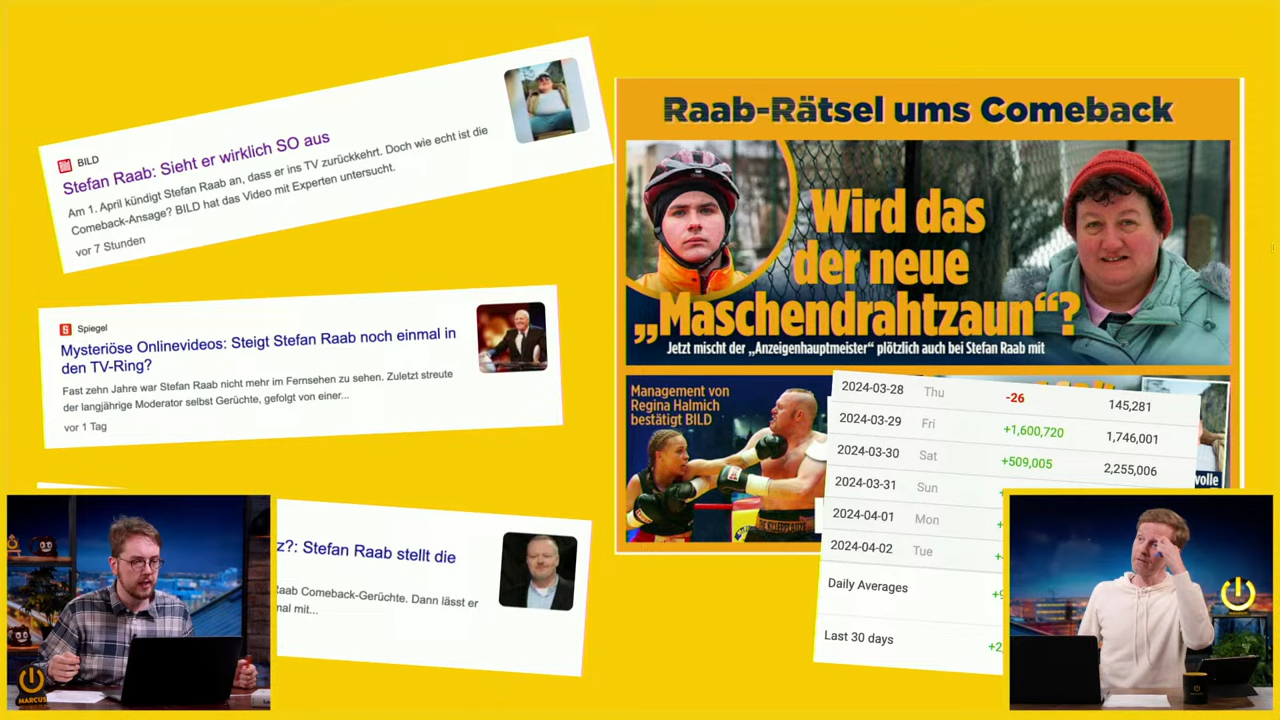 BILD
Stefan Raab: Sieht er wirklich SO aus
Am 1. April kündigt Stefan Raab an, dass er ins TV zurückkehrt. Doch wie echt ist die
Comeback-Ansage? BILD hat das Video mit Experten untersucht.
vor 7 Stunden
Spiegel
Mysteriöse Onlinevideos: Steigt Stefan Raab noch einmal in
den TV-Ring?
Fast zehn Jahre war Stefan Raab nicht mehr im Fernsehen zu sehen. Zuletzt streute
der langjährige Moderator selbst Gerüchte, gefolgt von einer...
vor 1 Tag
z?: Stefan Raab stellt die
Raab Comeback-Gerüchte. Dann lässt er
mal mit...
Raab-Rätsel ums Comeback
Wird das
der neue
„Maschendrahtzaun“?
Jetzt mischt der „Anzeigenhauptmeister“ plötzlich auch bei Stefan Raab mit
Management von
Regina Halmich
bestätigt BILD
volle
2024-03-28 Thu -26 145,281
2024-03-29 Fri +1,600,720 1,746,001
2024-03-30 Sat +509,005 2,255,006
2024-03-31 Sun +
2024-04-01 Mon +
2024-04-02 Tue +
Daily Averages +9
Last 30 days +2,
MARCUS